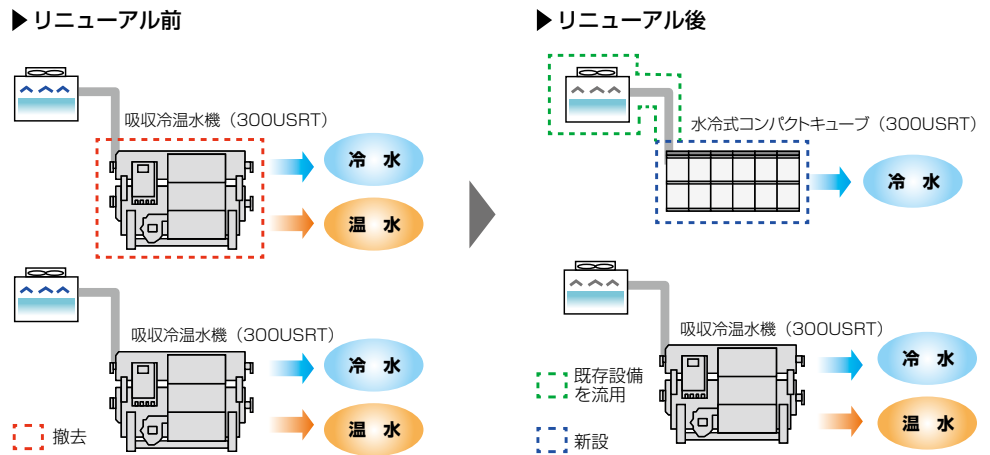 ▶リニューアル前
吸収冷温水機（300USRT）
冷 水
温 水
吸収冷温水機（300USRT）
冷 水
温 水
撤去
▶リニューアル後
水冷式コンパクトキューブ（300USRT）
冷 水
吸収冷温水機（300USRT）
冷 水
温 水
既存設備
を流用
新設